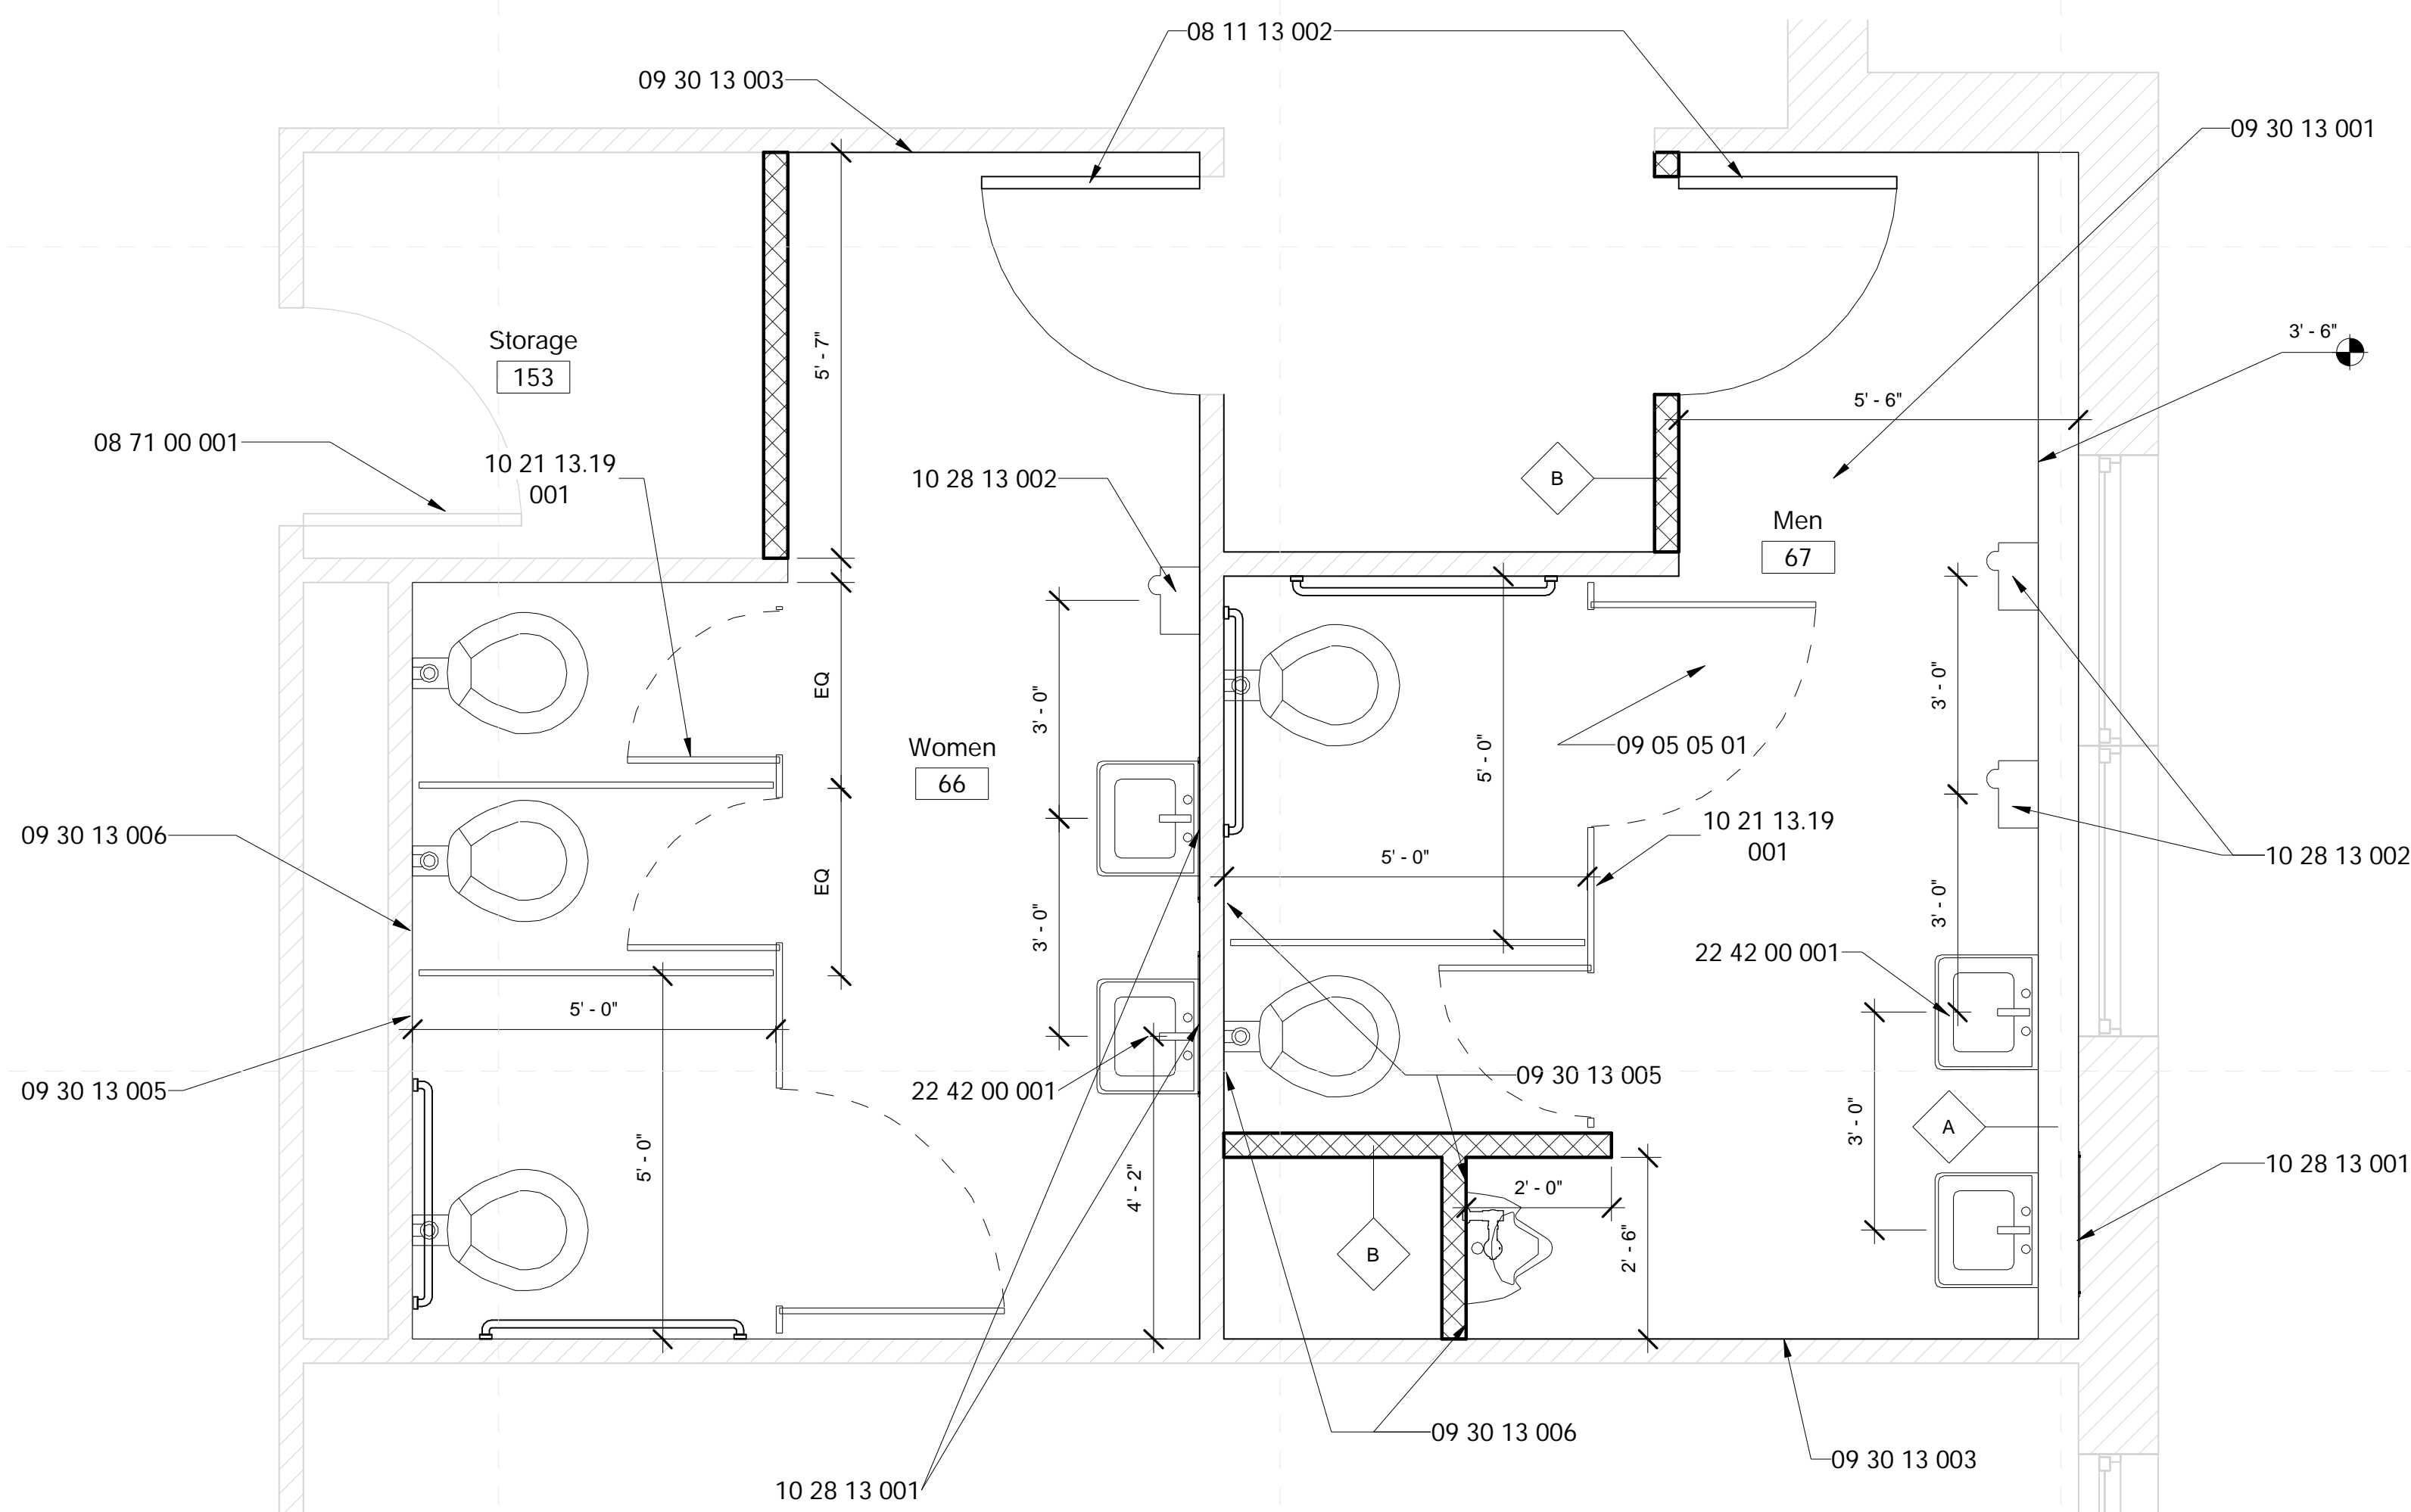 08 11 13 002
09 30 13 003
09 30 13 001
3' - 6"
Storage
153
5' - 7"
5' - 6"
08 71 00 001
10 21 13.19
001
10 28 13 002
B
Men
67
EQ
3' - 0"
3' - 0"
Women
66
5' - 0"
09 05 05 01
09 30 13 006
10 21 13.19
001
10 28 13 002
EQ
5' - 0"
3' - 0"
3' - 0"
22 42 00 001
5' - 0"
09 30 13 005
22 42 00 001
09 30 13 005
3' - 0"
A
5' - 0"
4' - 2"
2' - 0"
10 28 13 001
B
2' - 6"
09 30 13 006
09 30 13 003
10 28 13 001